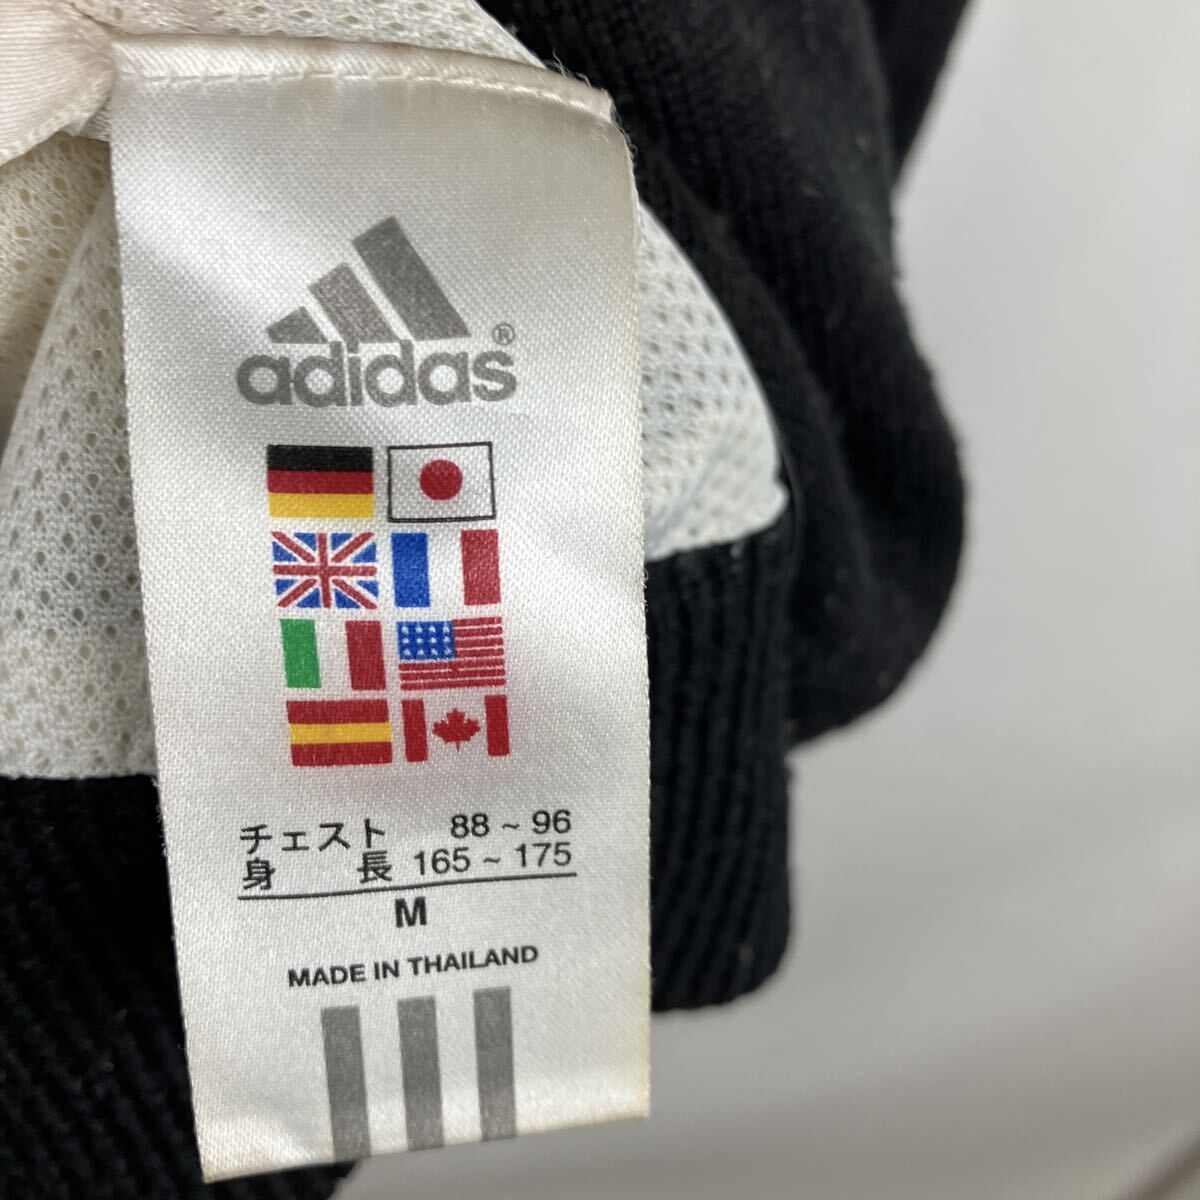 adidas®
チェスト 88 ~ 96
身 長 165 ~ 175
M
MADE IN THAILAND